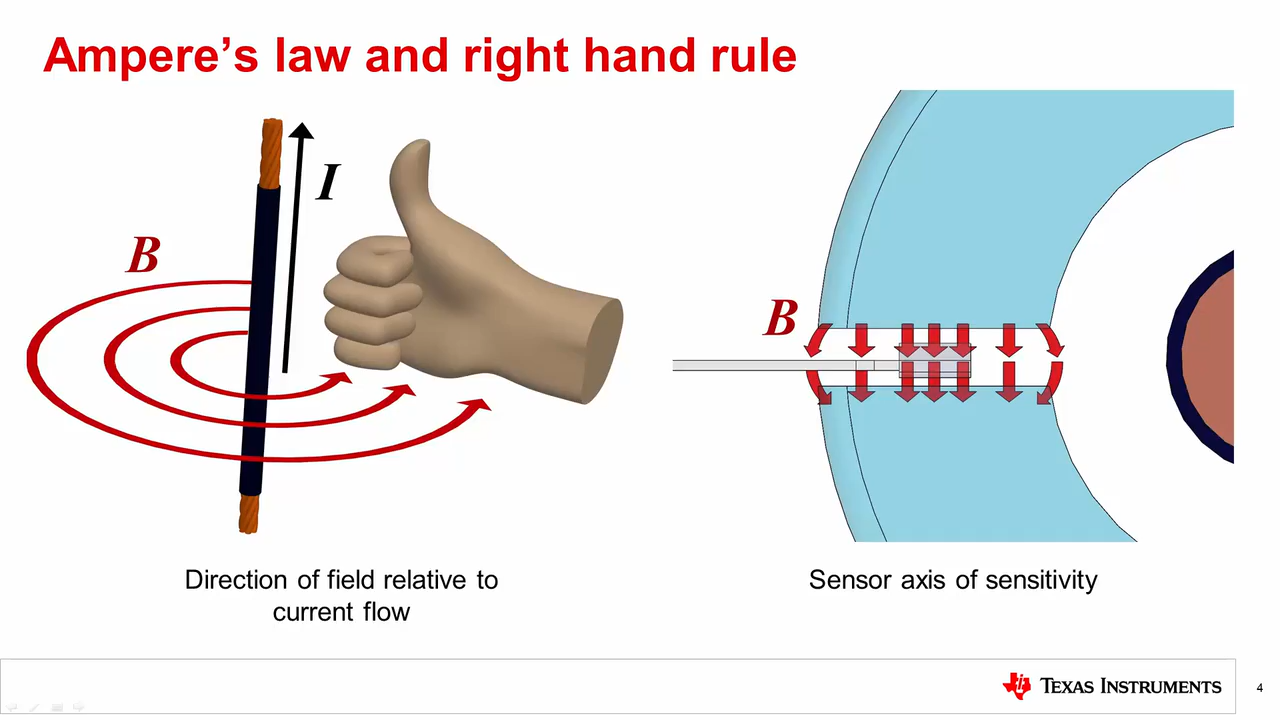 Ampere's law and right hand rule
I
B
B
Direction of field relative to
current flow
Sensor axis of sensitivity
TEXAS INSTRUMENTS
4